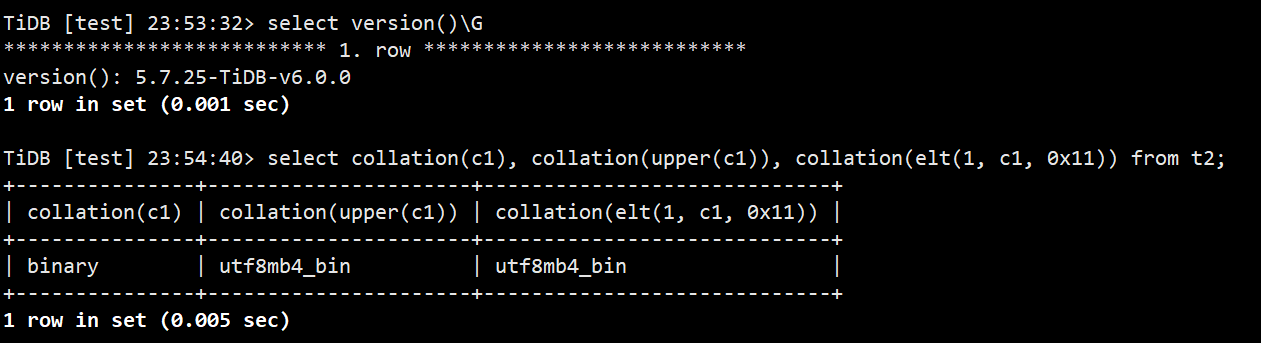 TiDB [test] 23:53:32> select version()\G
*************************** 1. row ***************************
version(): 5.7.25-TiDB-v6.0.0
1 row in set (0.001 sec)

TiDB [test] 23:54:40> select collation(c1), collation(upper(c1)), collation(elt(1, c1, 0x11)) from t2;
+---------------+----------------------+-----------------------------+
| collation(c1) | collation(upper(c1)) | collation(elt(1, c1, 0x11)) |
+---------------+----------------------+-----------------------------+
| binary        | utf8mb4_bin          | utf8mb4_bin                 |
+---------------+----------------------+-----------------------------+
1 row in set (0.005 sec)